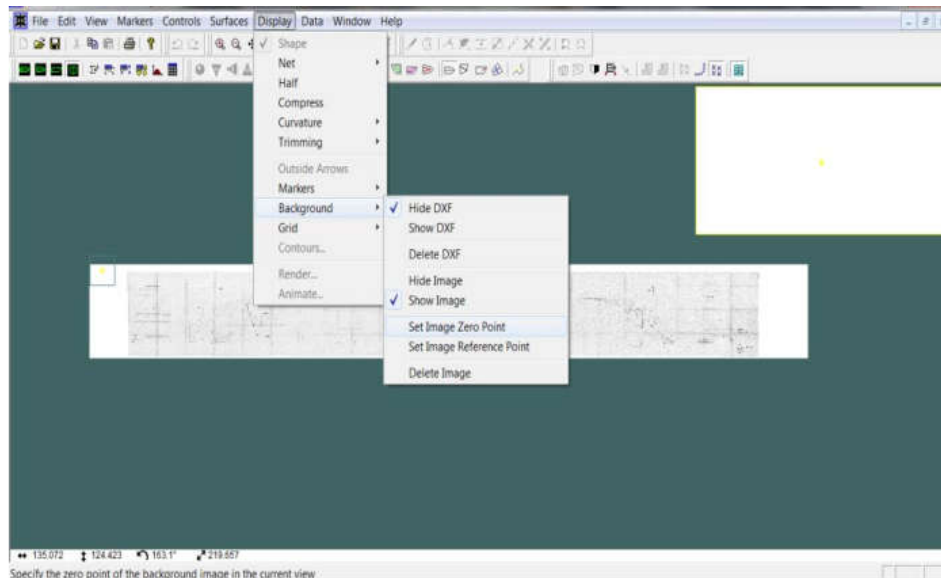 File Edit View Markers Controls Surfaces Display Data Window Help
Shape
Net
Half
Compress
Curvature
Trimming
Outside Arrows
Markers
Background
Grid
Contours...
Render...
Animate...
Hide DXF
Show DXF
Delete DXF
Hide Image
Show Image
Set Image Zero Point
Set Image Reference Point
Delete Image
135.072 124.423 163.1° 219.657
Specify the zero point of the background image in the current view